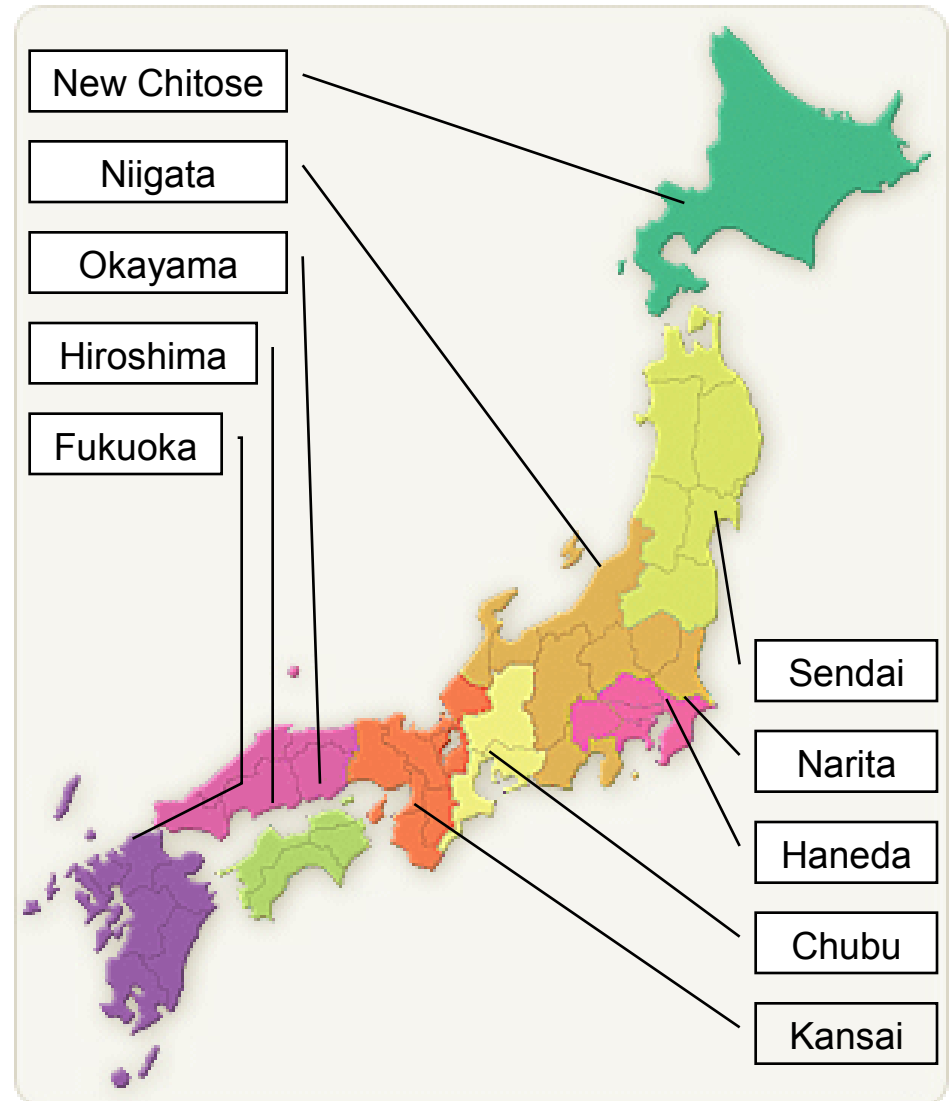 New Chitose
Niigata
Okayama
Hiroshima
Fukuoka
Sendai
Narita
Haneda
Chubu
Kansai